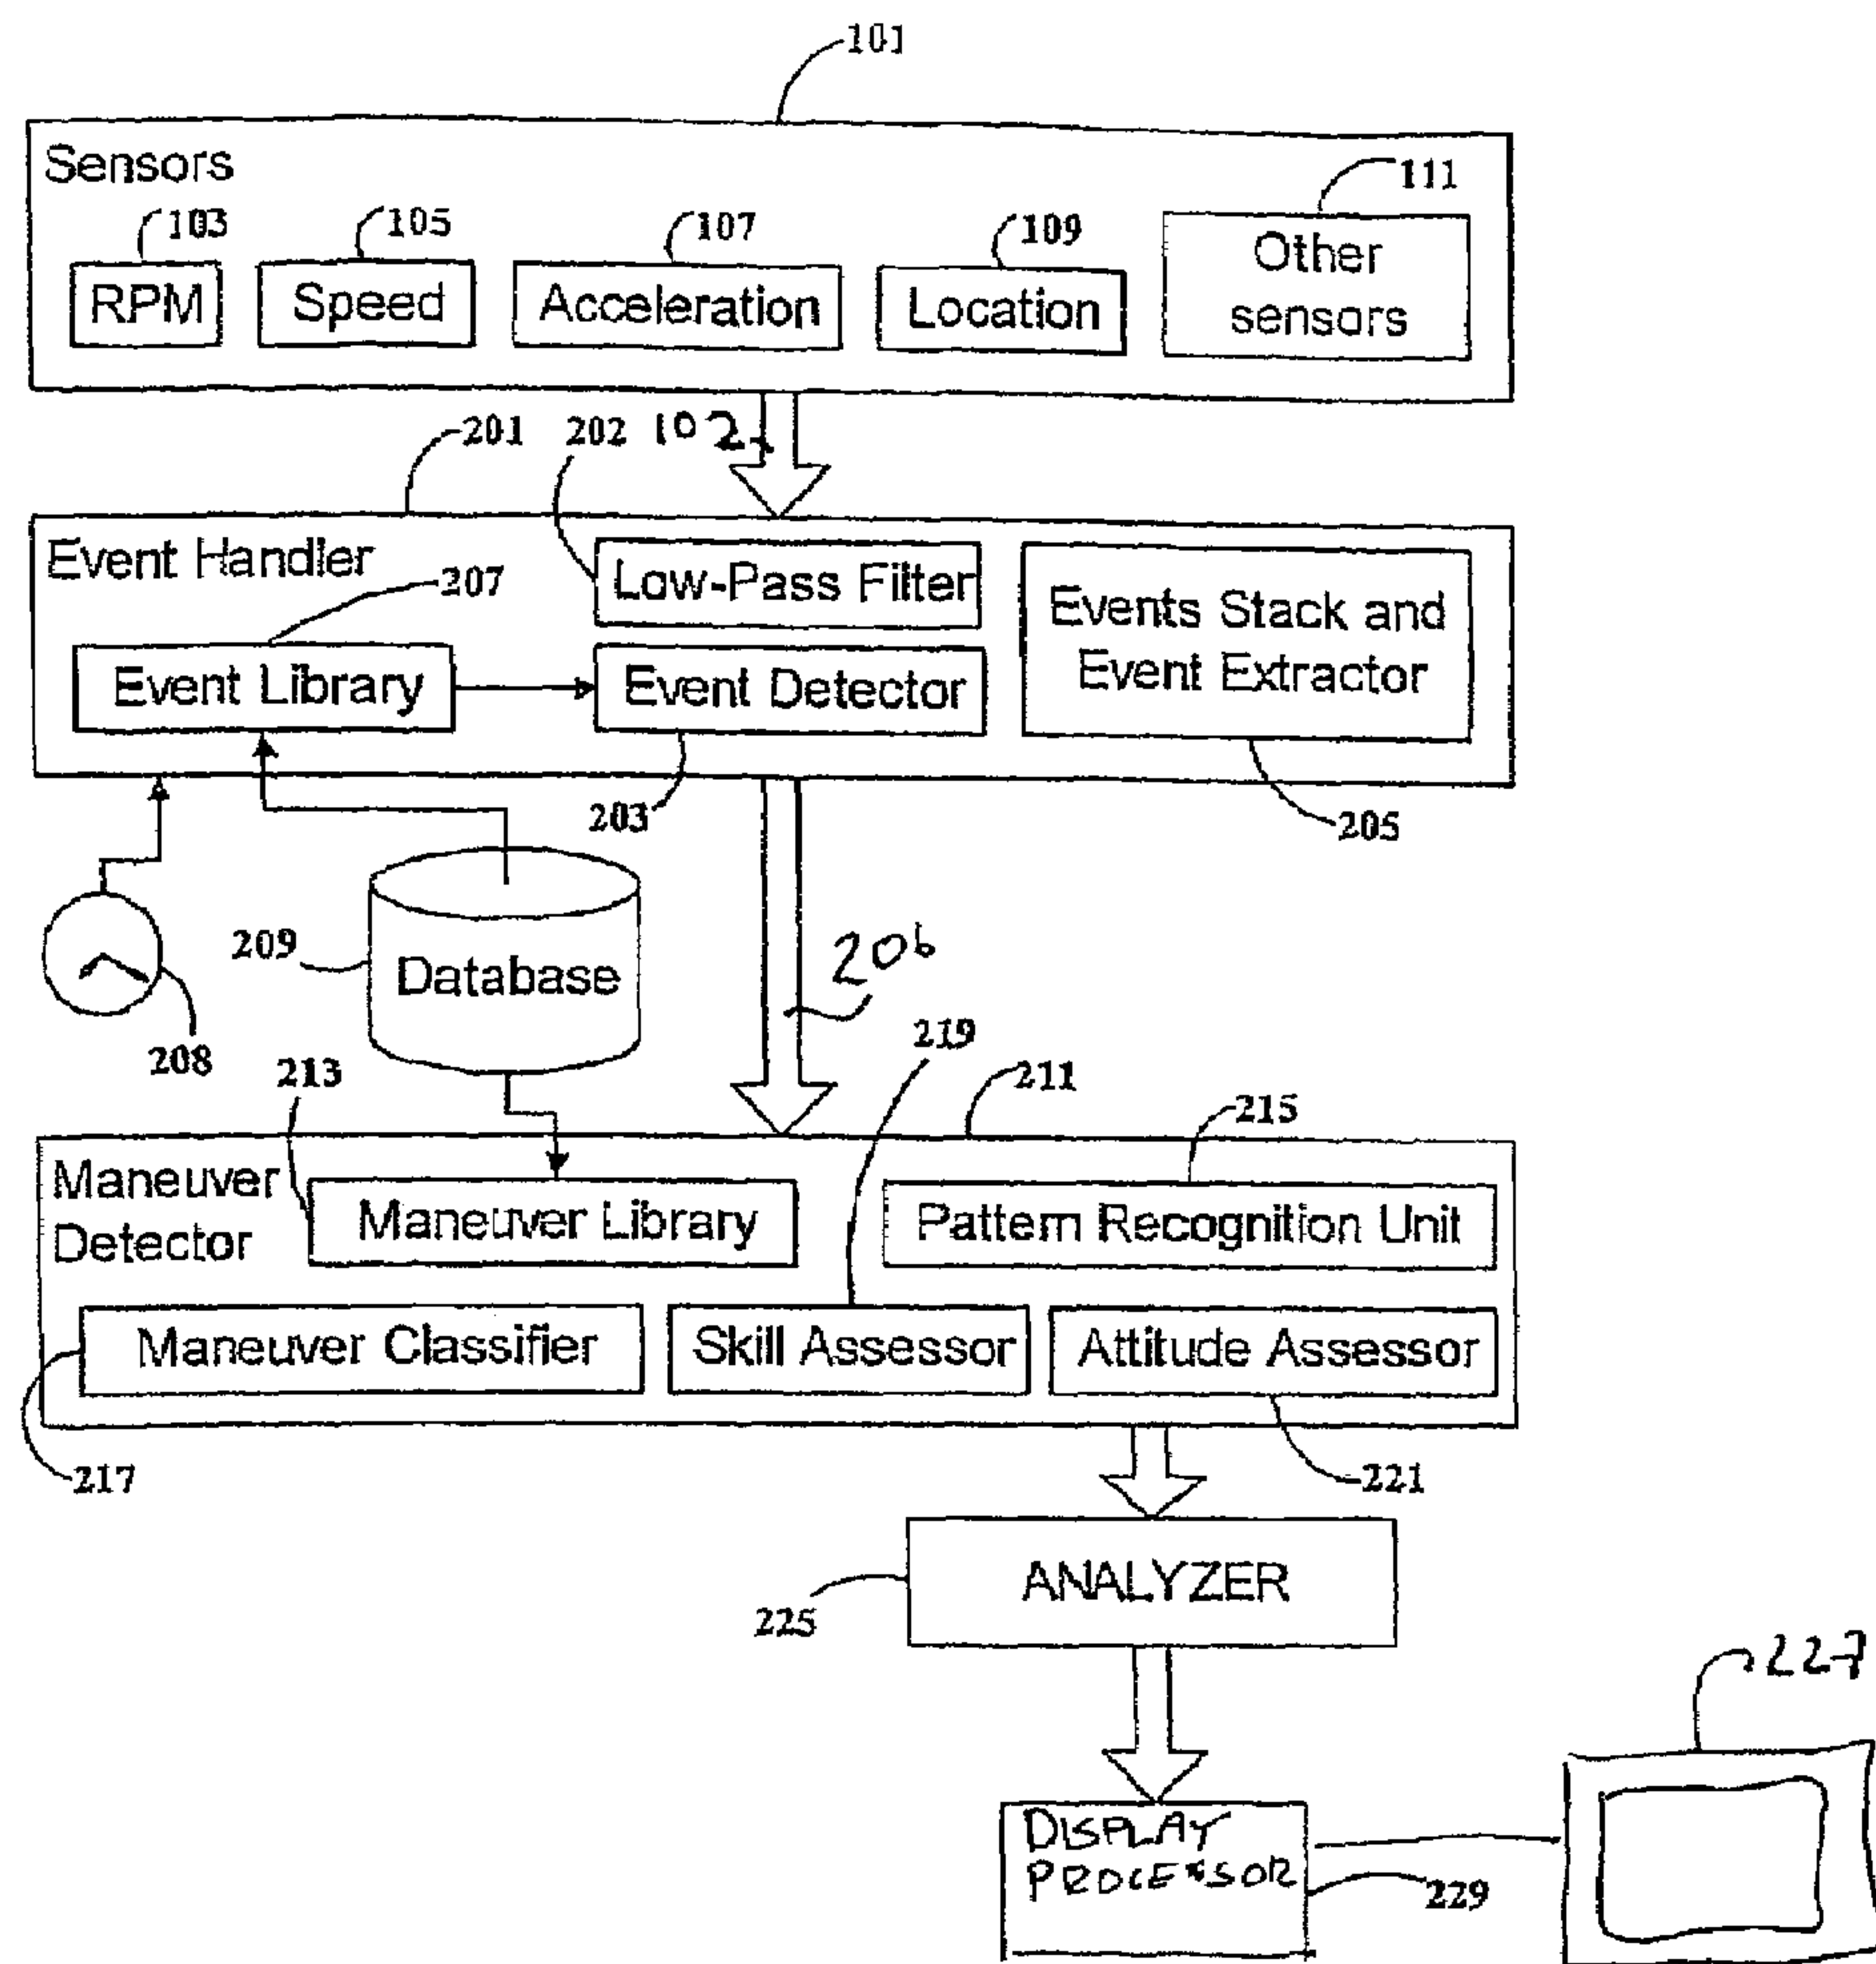 101
Sensors
111
103
105
107
109
RPM
Speed
Acceleration
Location
Other
sensors
201
202
102
Event Handler
207
Low-Pass Filter
Events Stack and
Event Extractor
Event Library
Event Detector
203
205
209
Database
206
208
213
219
211
215
Maneuver
Detector
Maneuver Library
Pattern Recognition Unit
Maneuver Classifier
Skill Assessor
Attitude Assessor
217
221
ANALYZER
225
227
DISPLAY
PROCESSOR
229